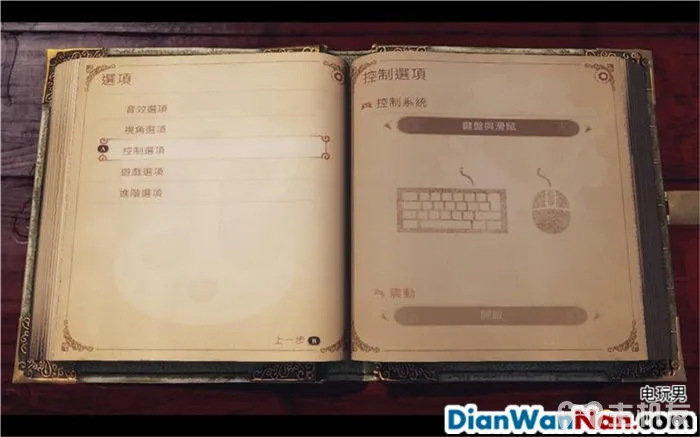 選項
音效選項
視角選項
A
控制選項
遊戲選項
進階選項
上一步 B
控制選項
控制系統
鍵盤與滑鼠
震動
開啟
电玩男
DianWanNan.com